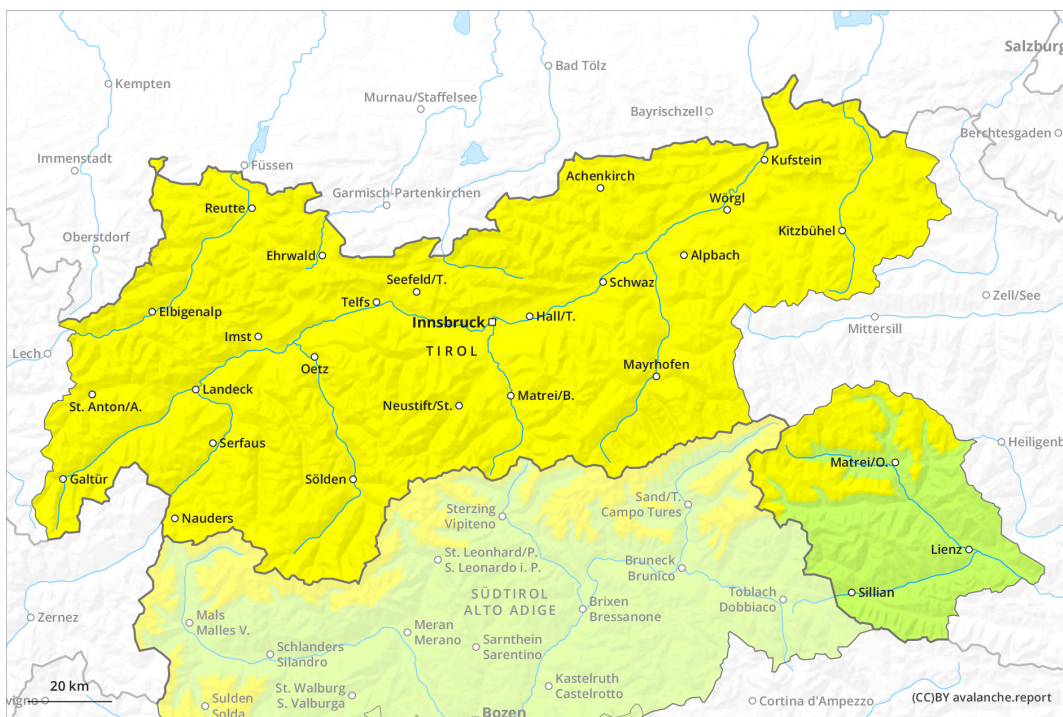 Salzburg
Kempten
Bad Tölz
Murnau/Staffelsee
Bayrischzell
Berchtesgaden
Immenstadt
Füssen
Kufstein
Achenkirch
Garmisch-Partenkirchen
Wörgl
Reutte
Kitzbühel
Oberstdorf
Ehrwald
Alpbach
Seefeld/T.
Schwaz
Telfs
Zell/See
Elbigenalp
Hall/T.
Innsbruck
Mittersill
Imst
TIROL
Lech
Oetz
Mayrhofen
Landeck
Matrei/B.
St. Anton/A.
Neustift/St.
Serfaus
Heiligenb
Matrei/O.
Galtür
Sölden
Sand/T.
Campo Tures
Sterzing
Vipiteno
Nauders
Lienz
St. Leonhard/P.
S. Leonardo i. P.
Bruneck
Brunico
SÜDTIROL
ALTO ADIGE
Toblach
Dobbiaco
Sillian
Brixen
Bressanone
Zernez
Mals
Malles V.
Meran
Merano
Sarnthein
Sarentino
Schlanders
Silandro
20 km
St. Walburg
S. Valburga
Kastelruth
Castelrotto
vigno
Sulden
Solda
Cortina d'Ampezzo
(CC)BY avalanche.report
Bozen